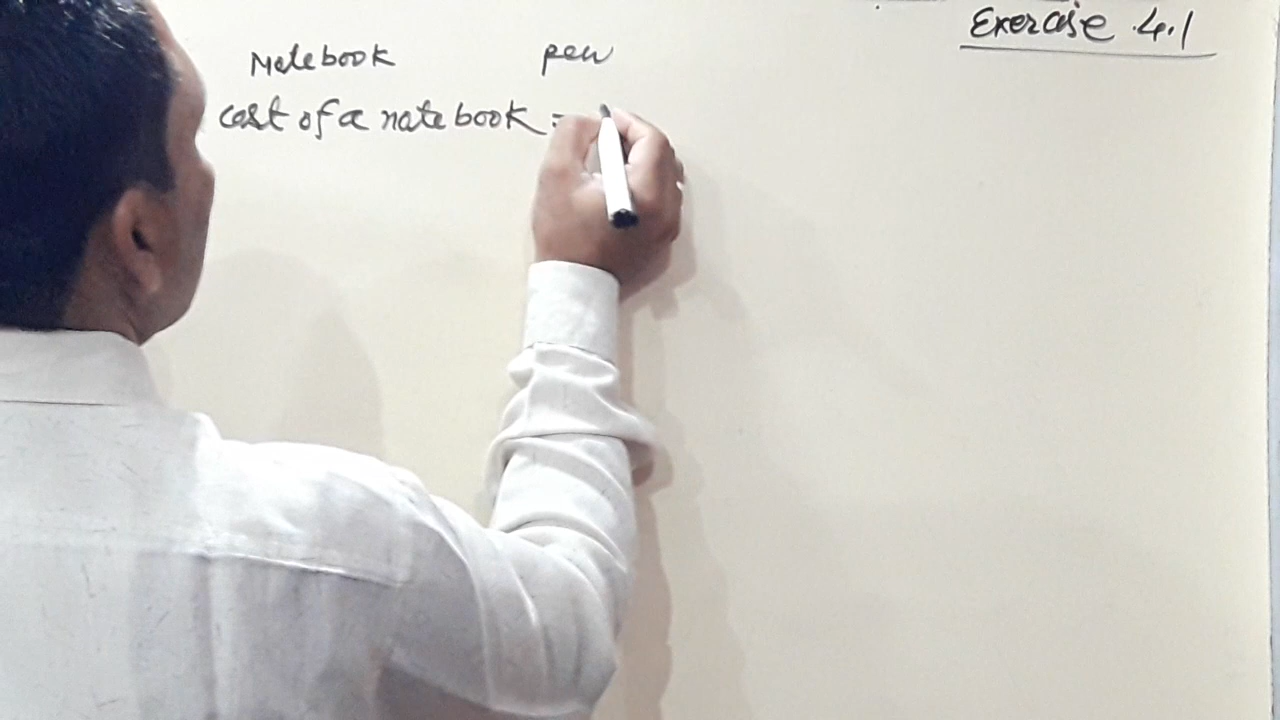 Exercise 4.1
Notebook pen
cost of a notebook =